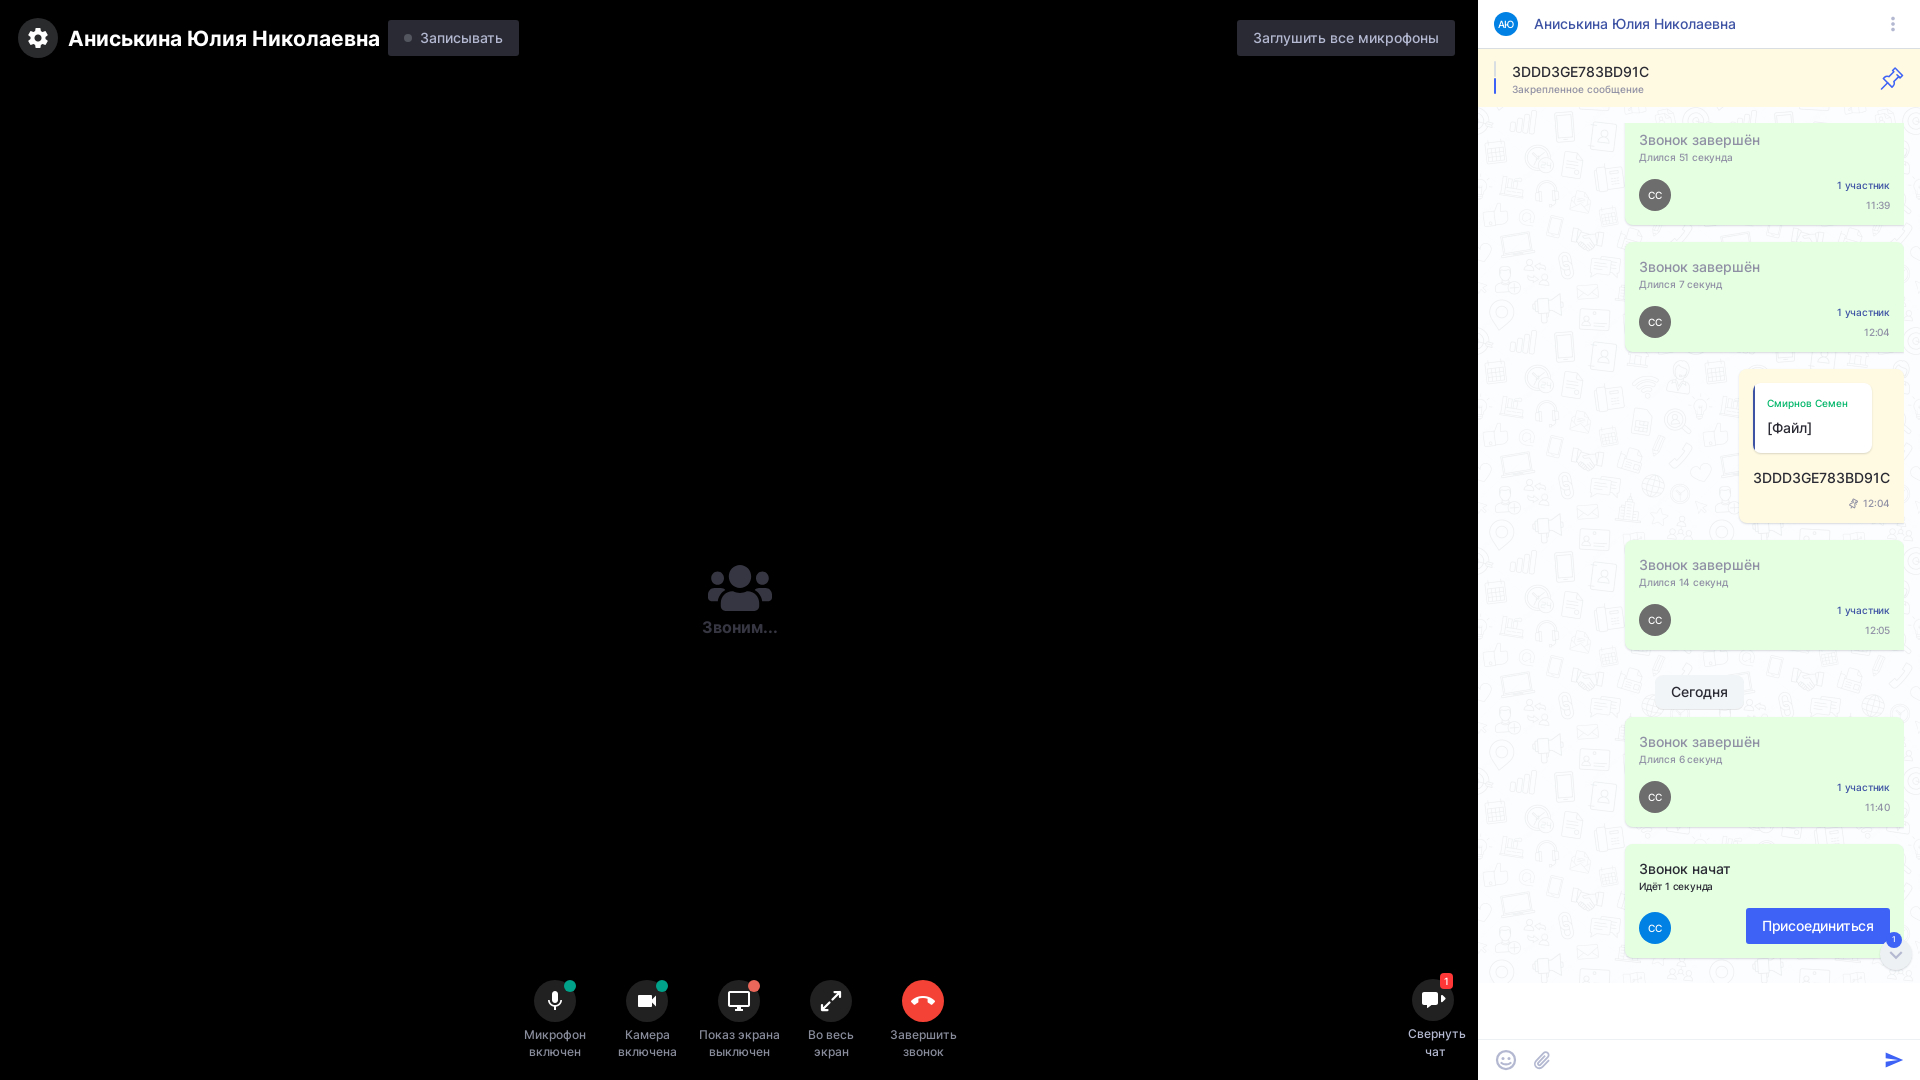 Аниськина Юлия Николаевна
Записывать
Заглушить все микрофоны
Звоним...
Микрофон
включен
Камера
включена
Показ экрана
выключен
Во весь
экран
Завершить
звонок
1
Свернуть
чат
АЮ
Аниськина Юлия Николаевна
3DDD3GE783BD91C
Закрепленное сообщение
Звонок завершён
Длился 51 секунда
СС
1 участник
11:39
Звонок завершён
Длился 7 секунд
СС
1 участник
12:04
Смирнов Семен
[Файл]
3DDD3GE783BD91C
12:04
Звонок завершён
Длился 14 секунд
СС
1 участник
12:05
Сегодня
Звонок завершён
Длился 6 секунд
СС
1 участник
11:40
Звонок начат
Идёт 1 секунда
СС
Присоединиться
1